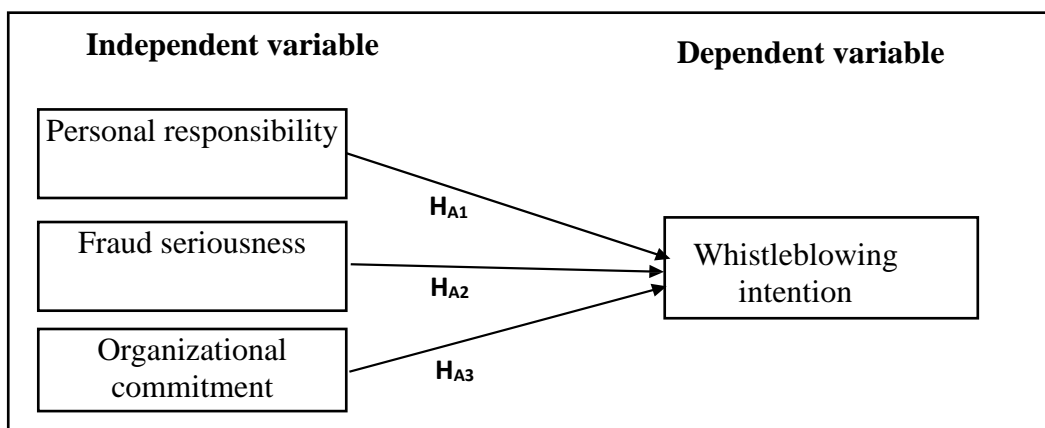 Independent variable
Dependent variable
Personal responsibility
HA1
Fraud seriousness
HA2
Whistleblowing
intention
Organizational
commitment
HA3